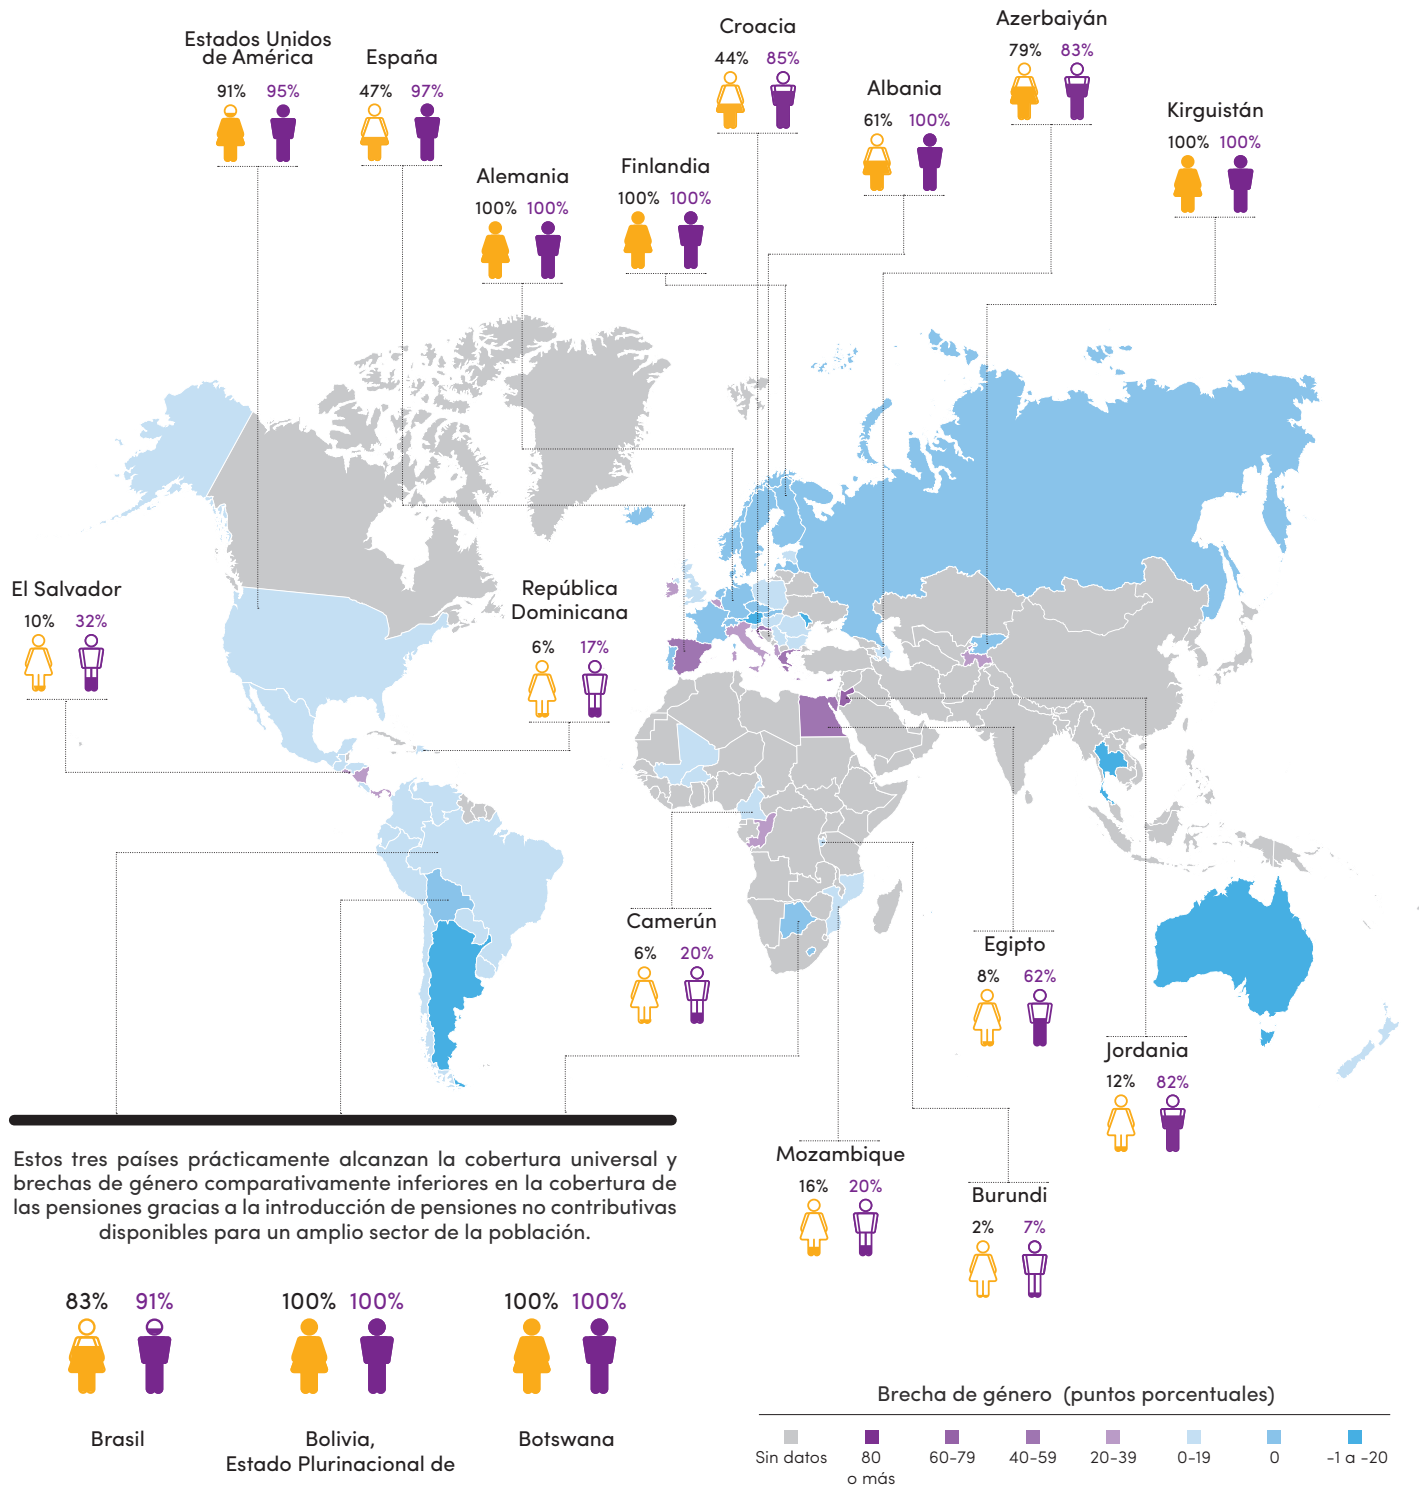 Estados Unidos
de América
91% 95%
España
47% 97%
Alemania
100% 100%
Finlandia
100% 100%
Croacia
44% 85%
Albania
61% 100%
Azerbaiyán
79% 83%
Kirguistán
100% 100%
El Salvador
10% 32%
República
Dominicana
6% 17%
Camerún
6% 20%
Egipto
8% 62%
Jordania
12% 82%
Mozambique
16% 20%
Burundi
2% 7%
Estos tres países prácticamente alcanzan la cobertura universal y
brechas de género comparativamente inferiores en la cobertura de
las pensiones gracias a la introducción de pensiones no contributivas
disponibles para un amplio sector de la población.
83% 91%
Brasil
100% 100%
Bolivia,
Estado Plurinacional de
100% 100%
Botswana
Brecha de género (puntos porcentuales)
Sin datos
80
o más
60-79
40-59
20-39
0-19
0
-1 a -20